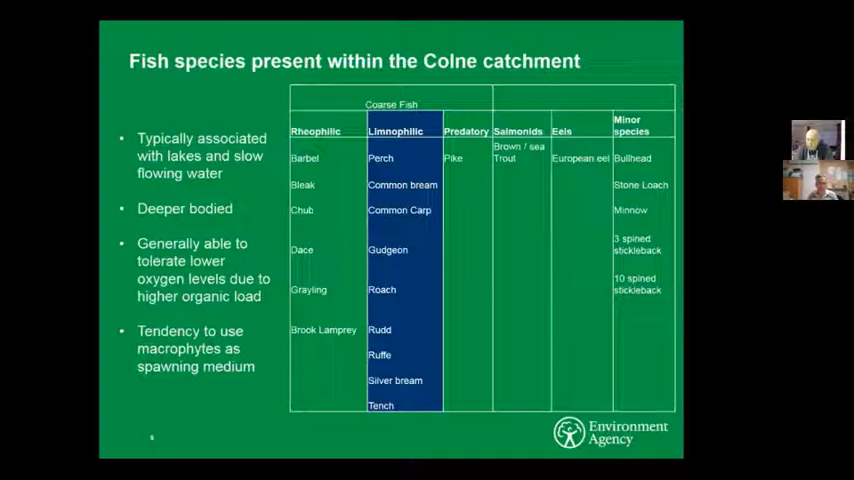 Fish species present within the Colne catchment
• Typically associated
with lakes and slow
flowing water
• Deeper bodied
• Generally able to
tolerate lower
oxygen levels due to
higher organic load
• Tendency to use
macrophytes as
spawning medium
Coarse Fish
Rheophilic Limnophilic Predatory Salmonids Eels Minor species
Barbel Perch Pike Brown / sea Trout European eel Bullhead
Bleak Common bream Stone Loach
Chub Common Carp Minnow
Dace Gudgeon 3 spined stickleback
Grayling Roach 10 spined stickleback
Brook Lamprey Rudd
Ruffe
Silver bream
Tench
Environment
Agency